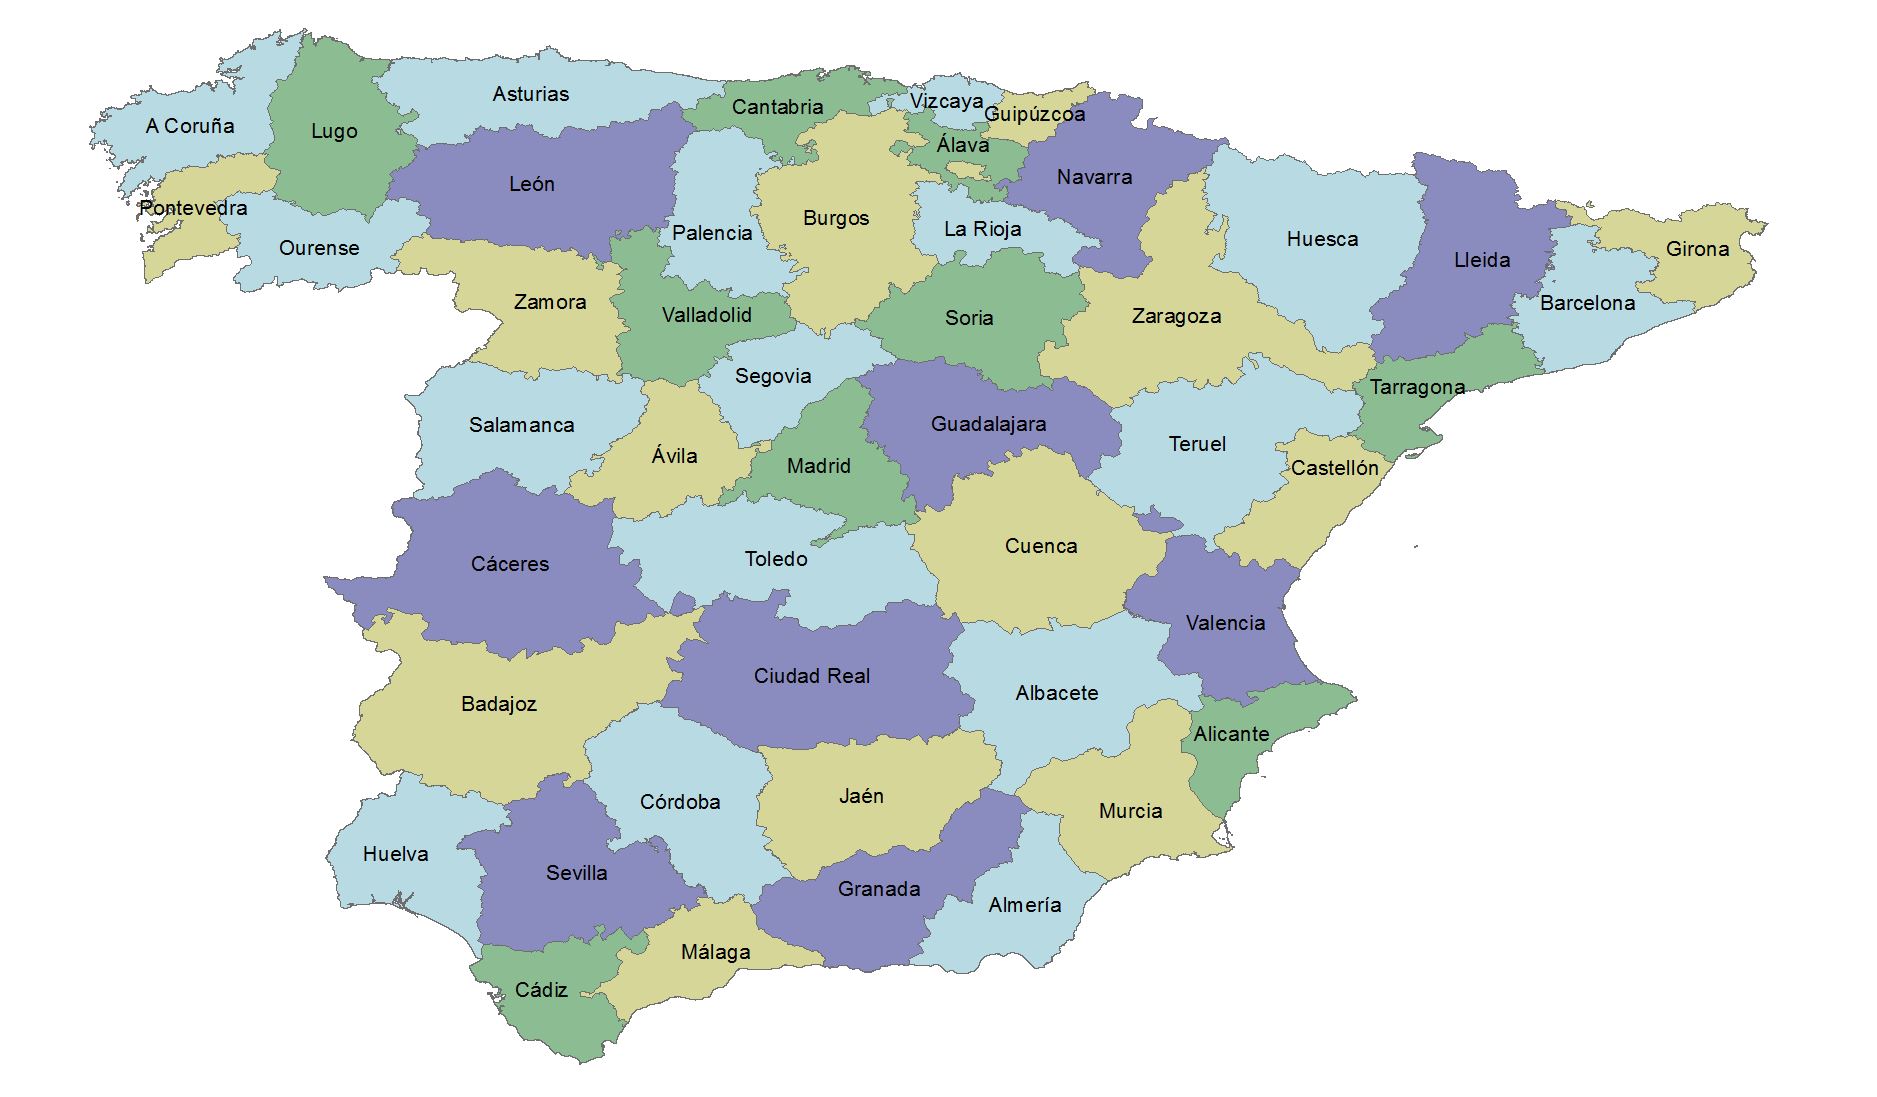 Asturias
Vizcaya
Cantabria
Guipúzcoa
A Coruña
Lugo
Álava
León
Navarra
Pontevedra
Burgos
La Rioja
Palencia
Huesca
Ourense
Girona
Lleida
Zamora
Barcelona
Valladolid
Soria
Zaragoza
Segovia
Tarragona
Salamanca
Guadalajara
Teruel
Ávila
Madrid
Castellón
Cuenca
Toledo
Cáceres
Valencia
Ciudad Real
Albacete
Badajoz
Alicante
Jaén
Córdoba
Murcia
Huelva
Sevilla
Granada
Almería
Málaga
Cádiz